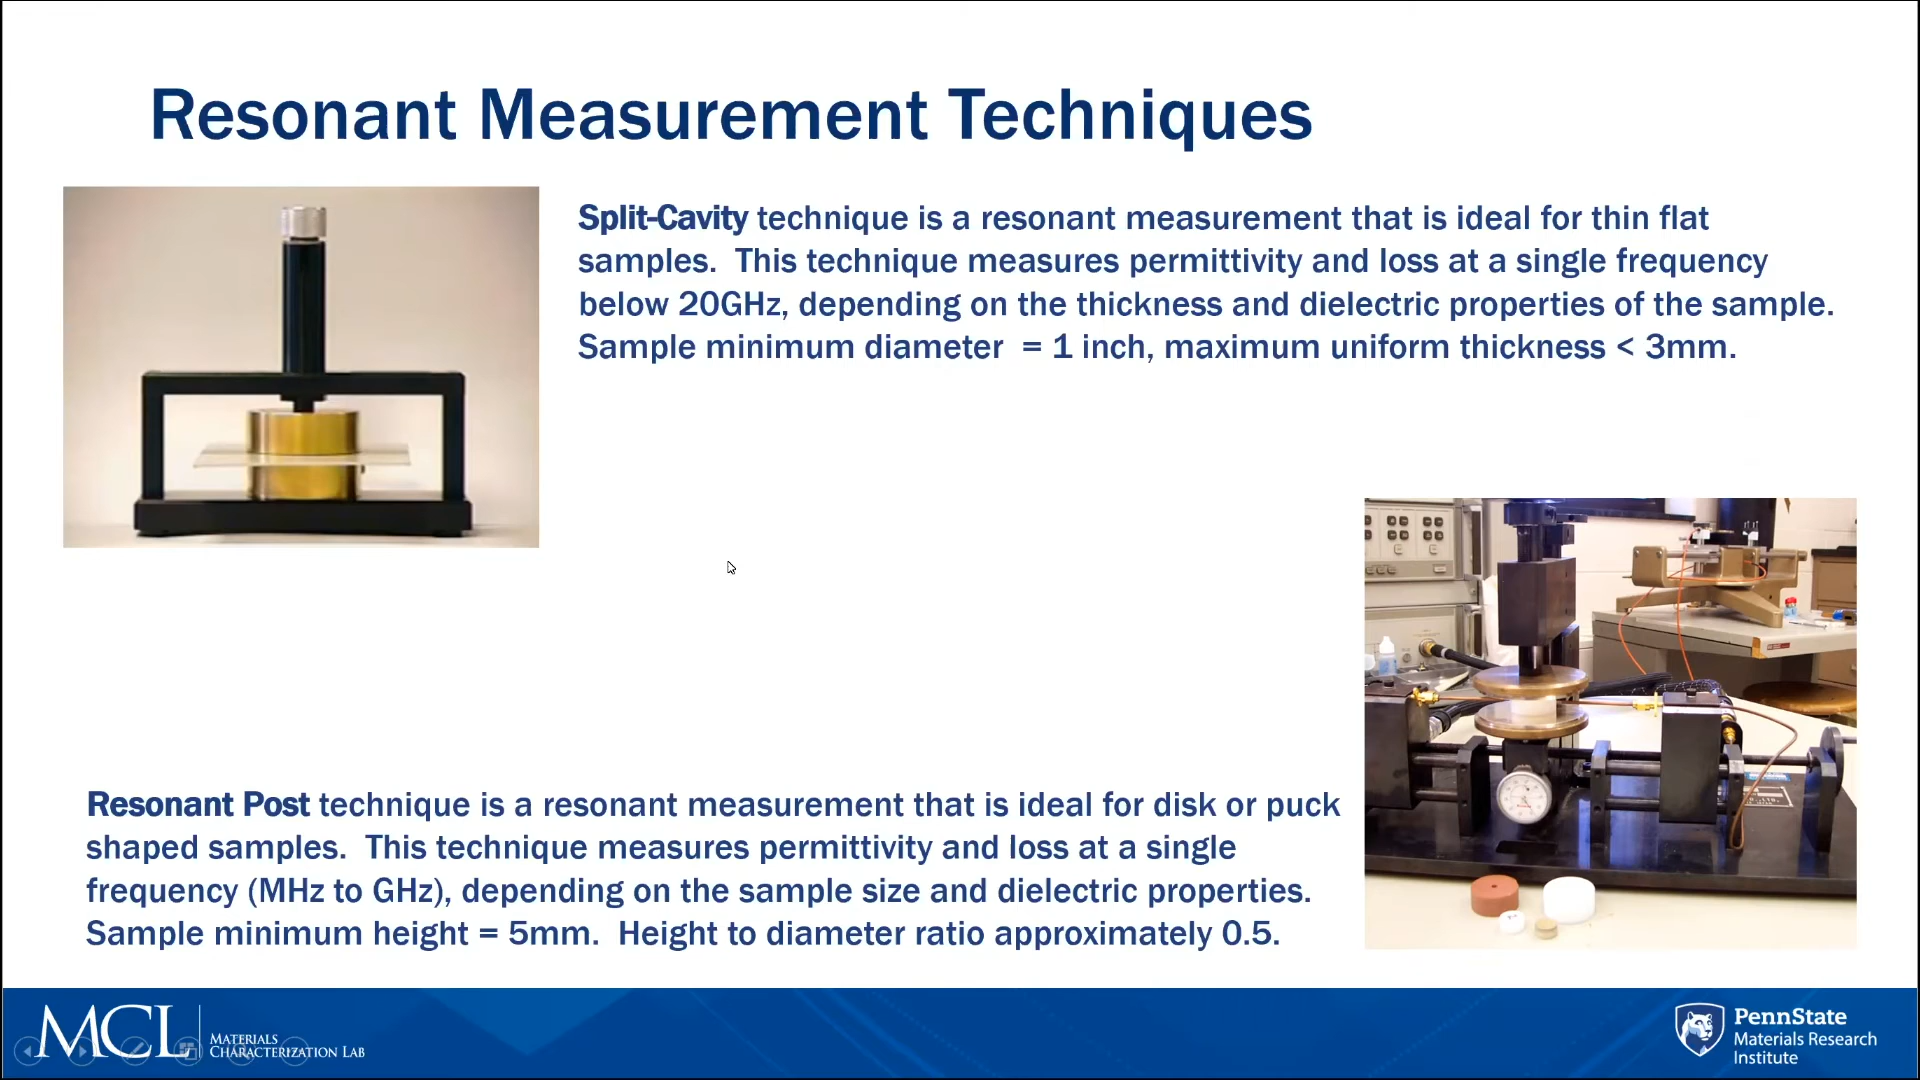 Resonant Measurement Techniques
Split-Cavity technique is a resonant measurement that is ideal for thin flat
samples. This technique measures permittivity and loss at a single frequency
below 20GHz, depending on the thickness and dielectric properties of the sample.
Sample minimum diameter = 1 inch, maximum uniform thickness < 3mm.
Resonant Post technique is a resonant measurement that is ideal for disk or puck
shaped samples. This technique measures permittivity and loss at a single
frequency (MHz to GHz), depending on the sample size and dielectric properties.
Sample minimum height = 5mm. Height to diameter ratio approximately 0.5.
MCL
MATERIALS
CHARACTERIZATION LAB
PennState
Materials Research
Institute